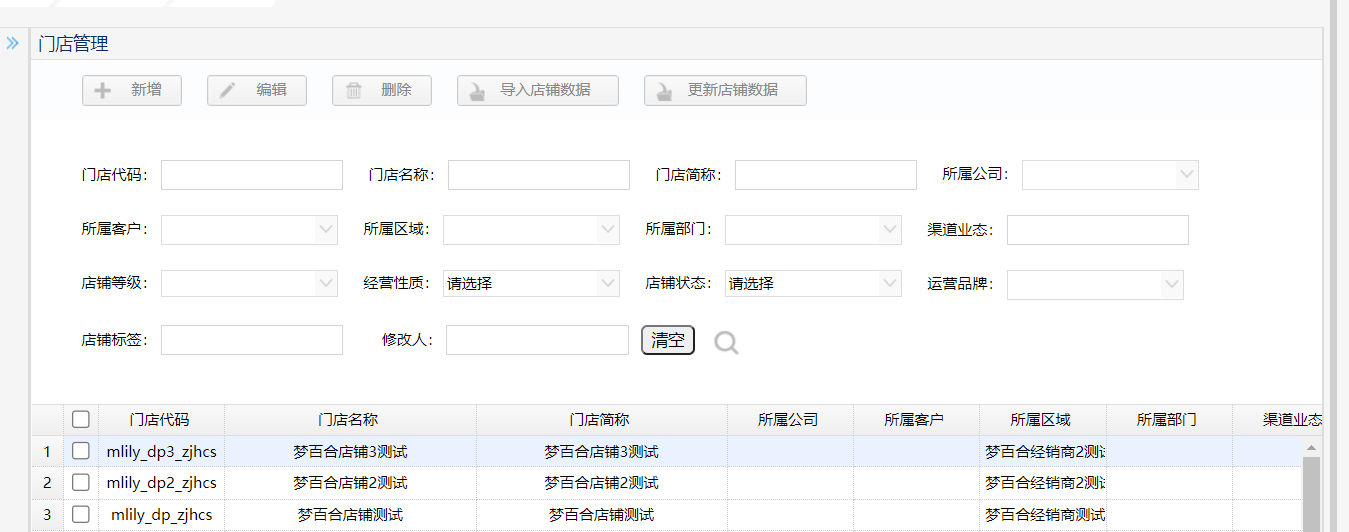 门店管理
新增 编辑 删除 导入店铺数据 更新店铺数据
门店代码： 门店名称： 门店简称： 所属公司：
所属客户： 所属区域： 所属部门： 渠道业态：
店铺等级： 经营性质： 请选择 店铺状态： 请选择 运营品牌：
店铺标签： 修改人： 清空
门店代码 门店名称 门店简称 所属公司 所属客户 所属区域 所属部门 渠道业态
1 mlily_dp3_zjhcs 梦百合店铺3测试 梦百合店铺3测试 梦百合经销商2测
2 mlily_dp2_zjhcs 梦百合店铺2测试 梦百合店铺2测试 梦百合经销商2测
3 mlily_dp_zjhcs 梦百合店铺测试 梦百合店铺测试 梦百合经销商测试